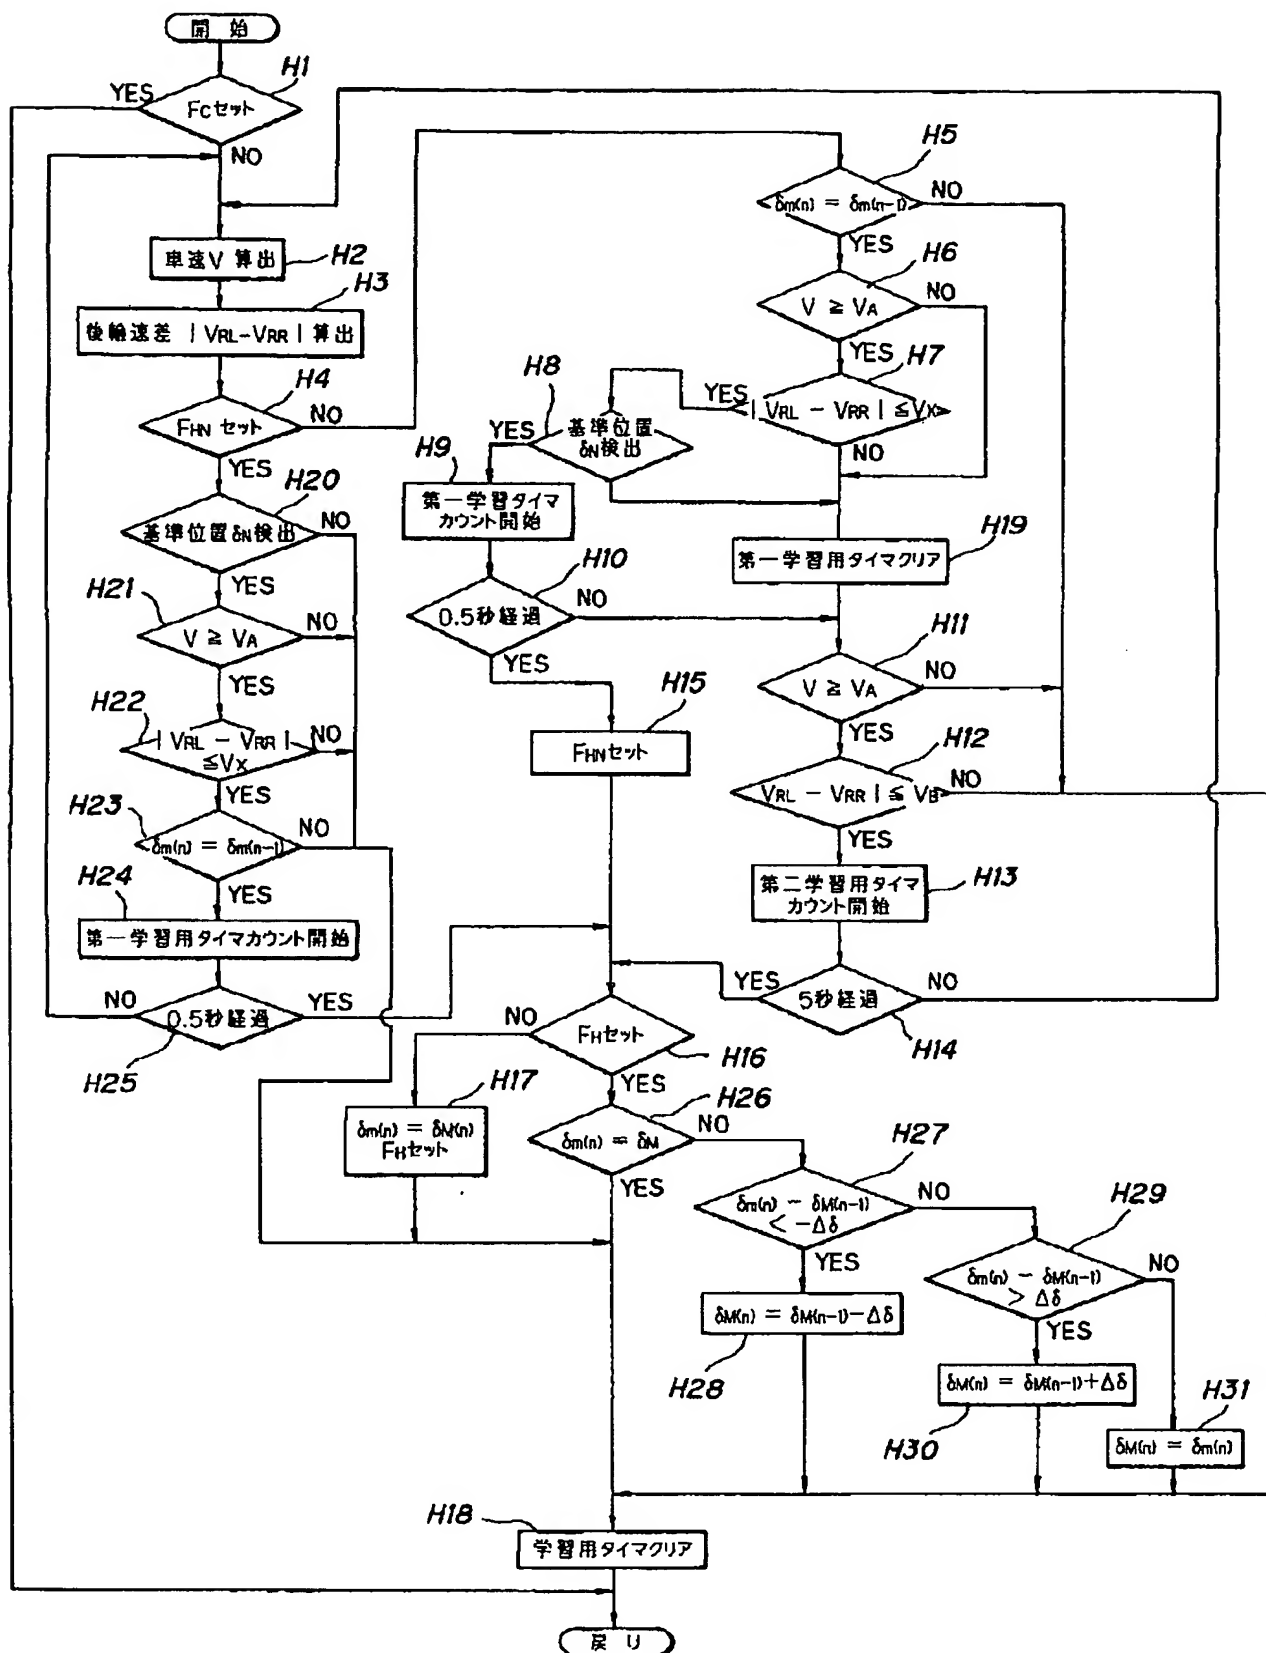 開 始
H1
YES
FCセット
NO
車速V 算出
H2
H3
後輪速差 | VRL-VRR | 算出
H4
FHN セット
NO
YES
H20
基準位置 δN検出
NO
YES
H21
V ≧ VA
NO
YES
H22
| VRL - VRR |
≦VX
NO
YES
H23
δm(n) = δm(n-1)
NO
YES
H24
第一学習用タイマカウント開始
NO
0.5秒経過
YES
H25
H5
δm(n) = δm(n-1)
NO
YES
H6
V ≧ VA
NO
YES
H7
| VRL - VRR | ≦VX
YES
NO
H8
基準位置
δN検出
YES
H9
第一学習タイマ
カウント開始
H10
0.5秒経過
NO
YES
H19
第一学習用タイマクリア
H11
V ≧ VA
NO
YES
H12
VRL - VRR | ≦ VB
NO
YES
第二学習用タイマ
カウント開始
H13
YES
5秒経過
NO
H14
H15
FHNセット
NO
FHセット
H16
YES
H17
δm(n) = δM(n)
FHセット
H26
δm(n) = δM
NO
YES
H27
δm(n) - δM(n-1)
< -Δδ
NO
YES
δM(n) = δM(n-1)-Δδ
H28
H29
δm(n) - δM(n-1)
> Δδ
NO
YES
δM(n) = δM(n-1)+Δδ
H30
H31
δM(n) = δm(n)
H18
学習用タイマクリア
戻 り